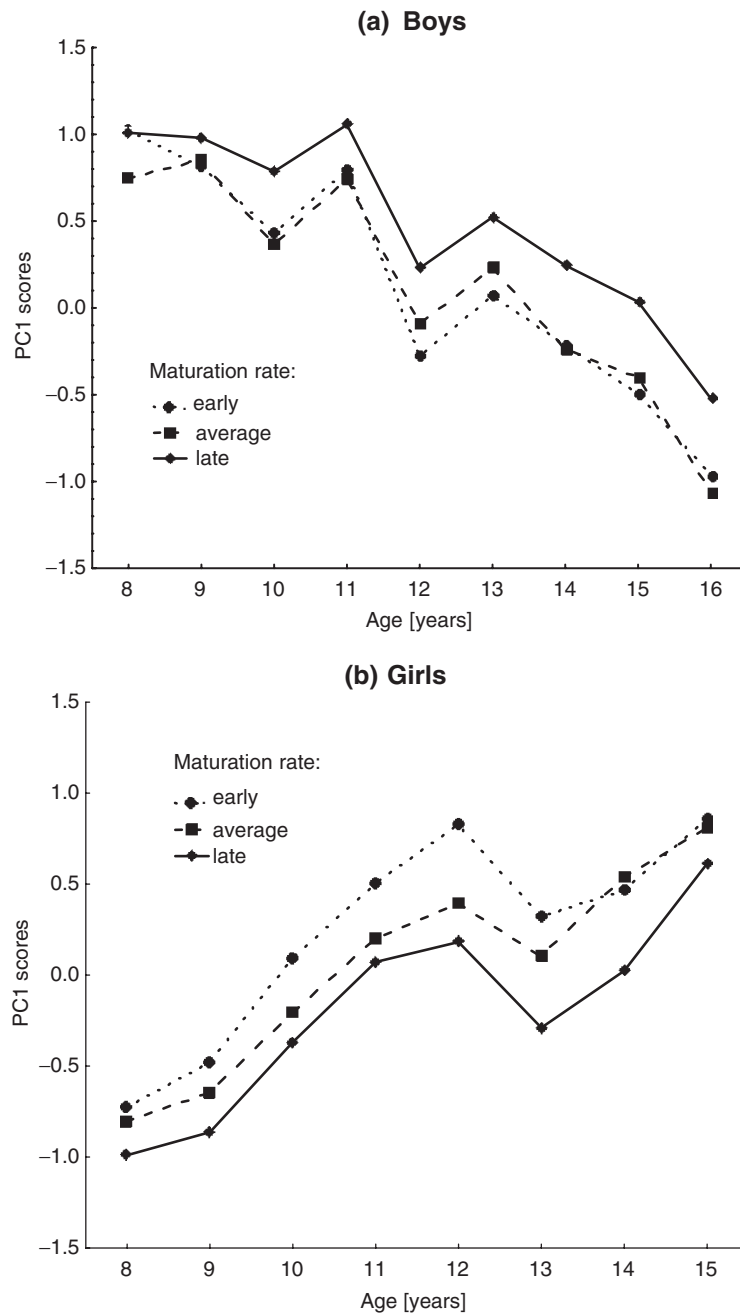 (a) Boys
1.5
1.0
0.5
0.0
−0.5
−1.0
−1.5
PC1 scores
Maturation rate:
early
average
late
8 9 10 11 12 13 14 15 16
Age [years]
(b) Girls
1.5
1.0
0.5
0.0
−0.5
−1.0
−1.5
PC1 scores
Maturation rate:
early
average
late
8 9 10 11 12 13 14 15
Age [years]